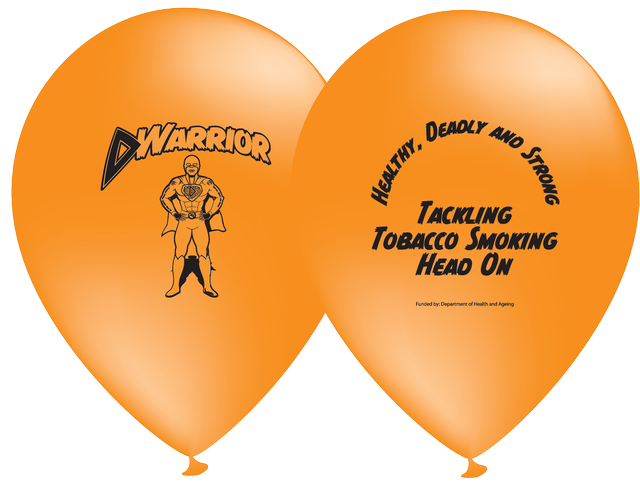 DWARRIOR
D
HEALTHY, DEADLY AND STRONG
TACKLING
TOBACCO SMOKING
HEAD ON
Funded by: Department of Health and Ageing